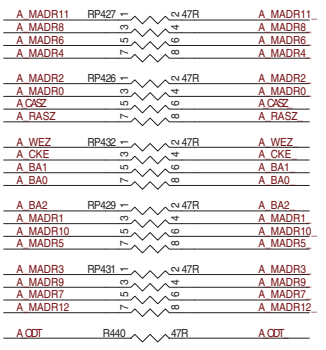 A_MADR11 RP427 1 2 47R A_MADR11_
A_MADR8 3 4 A_MADR8_
A_MADR6 5 6 A_MADR6_
A_MADR4 7 8 A_MADR4_
A_MADR2 RP426 1 2 47R A_MADR2_
A_MADR0 3 4 A_MADR0_
A_CASZ 5 6 A_CASZ_
A_RASZ 7 8 A_RASZ_
A_WEZ RP432 1 2 47R A_WEZ_
A_CKE 3 4 A_CKE_
A_BA1 5 6 A_BA1_
A_BA0 7 8 A_BA0_
A_BA2 RP429 1 2 47R A_BA2_
A_MADR1 3 4 A_MADR1_
A_MADR10 5 6 A_MADR10_
A_MADR5 7 8 A_MADR5_
A_MADR3 RP431 1 2 47R A_MADR3_
A_MADR9 3 4 A_MADR9_
A_MADR7 5 6 A_MADR7_
A_MADR12 7 8 A_MADR12_
A_ODT R440 47R A_ODT_